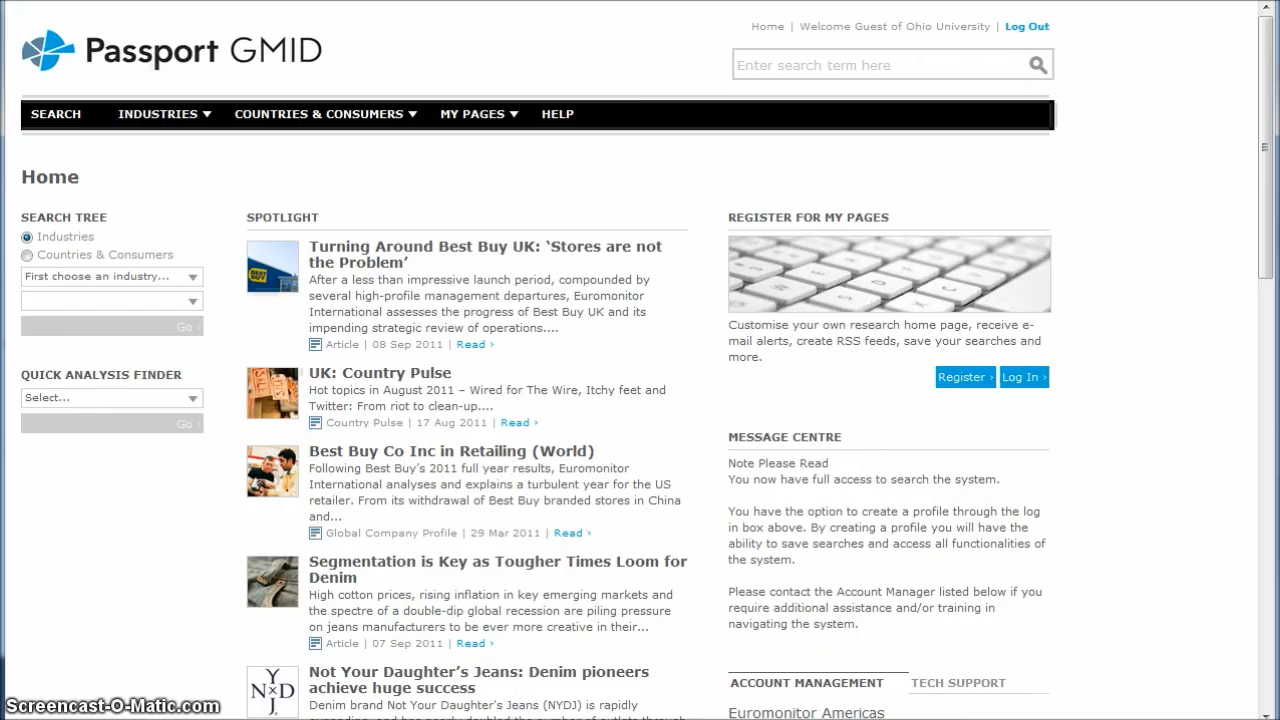 Home | Welcome Guest of Ohio University | Log Out
Passport GMID
Enter search term here
SEARCH INDUSTRIES COUNTRIES & CONSUMERS MY PAGES HELP
Home
SEARCH TREE
Industries
Countries & Consumers
First choose an industry...
Go ›
QUICK ANALYSIS FINDER
Select...
Go ›
SPOTLIGHT
Turning Around Best Buy UK: ‘Stores are not
the Problem’
After a less than impressive launch period, compounded by
several high-profile management departures, Euromonitor
International assesses the progress of Best Buy UK and its
impending strategic review of operations....
Article | 08 Sep 2011 | Read ›
UK: Country Pulse
Hot topics in August 2011 – Wired for The Wire, Itchy feet and
Twitter: From riot to clean-up....
Country Pulse | 17 Aug 2011 | Read ›
Best Buy Co Inc in Retailing (World)
Following Best Buy’s 2011 full year results, Euromonitor
International analyses and explains a turbulent year for the US
retailer. From its withdrawal of Best Buy branded stores in China
and...
Global Company Profile | 29 Mar 2011 | Read ›
Segmentation is Key as Tougher Times Loom for
Denim
High cotton prices, rising inflation in key emerging markets and
the spectre of a double-dip global recession are piling pressure
on jeans manufacturers to be ever more creative in their...
Article | 07 Sep 2011 | Read ›
NYDJ
Not Your Daughter’s Jeans: Denim pioneers
achieve huge success
Denim brand Not Your Daughter's Jeans (NYDJ) is rapidly
REGISTER FOR MY PAGES
Customise your own research home page, receive e-
mail alerts, create RSS feeds, save your searches and
more.
Register › Log In ›
MESSAGE CENTRE
Note Please Read
You now have full access to search the system.
You have the option to create a profile through the log
in box above. By creating a profile you will have the
ability to save searches and access all functionalities of
the system.
Please contact the Account Manager listed below if you
require additional assistance and/or training in
navigating the system.
ACCOUNT MANAGEMENT TECH SUPPORT
Euromonitor Americas
Screencast-O-Matic.com